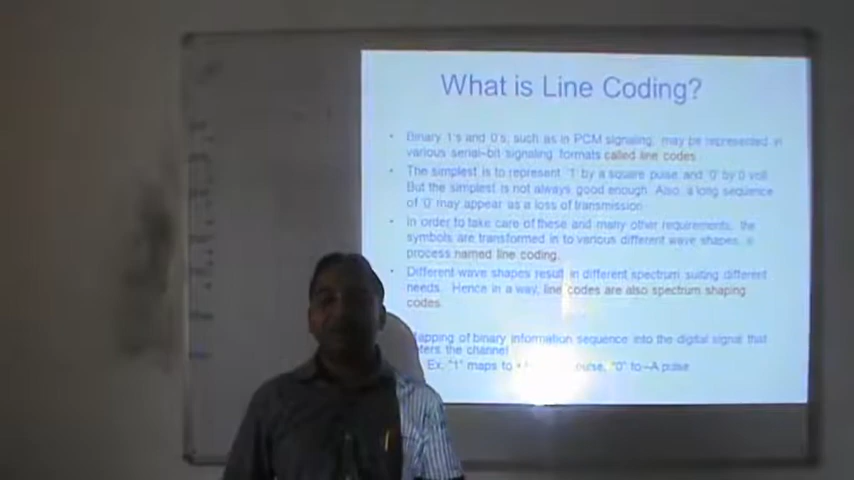 What is Line Coding?
• Binary 1's and 0's, such as in PCM signaling, may be represented in
various serial-bit signaling formats called line codes.
• The simplest is to represent '1' by a square pulse and '0' by 0 volt.
But the simplest is not always good enough. Also, a long sequence
of '0' may appear as a loss of transmission
• In order to take care of these and many other requirements, the
symbols are transformed in to various different wave shapes, a
process named line coding.
• Different wave shapes result in different spectrum suiting different
needs. Hence in a way, line codes are also spectrum shaping
codes.
apping of binary information sequence into the digital signal that
ters the channel
Ex, "1" maps to pulse, "0" to -A pulse